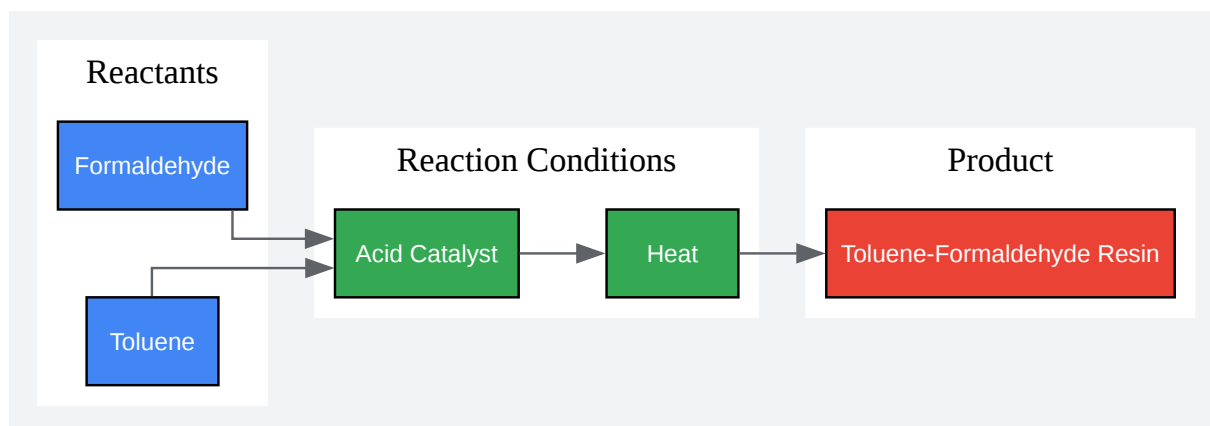 Reactants
Formaldehyde
Toluene
Reaction Conditions
Acid Catalyst
Heat
Product
Toluene-Formaldehyde Resin